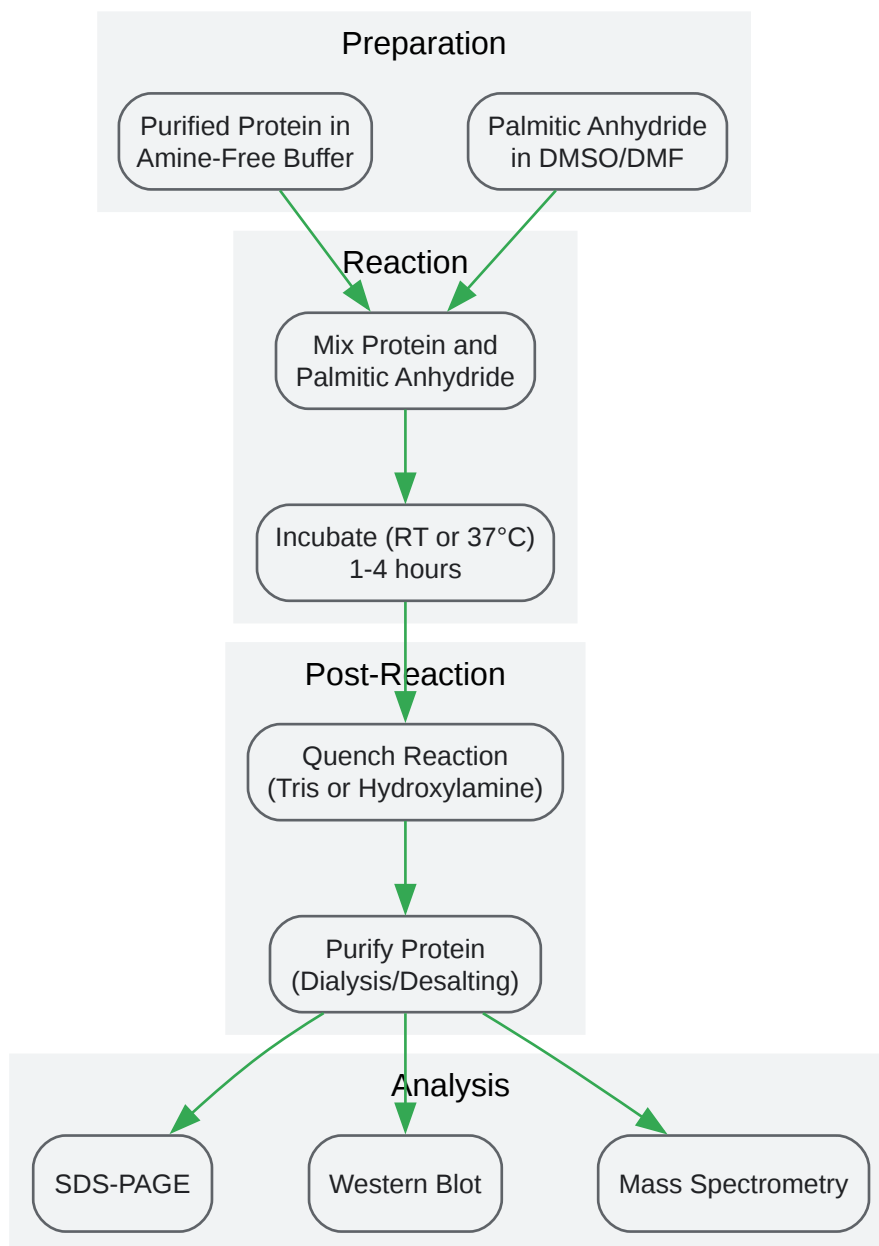 Preparation
Purified Protein in
Amine-Free Buffer
Palmitic Anhydride
in DMSO/DMF
Reaction
Mix Protein and
Palmitic Anhydride
Incubate (RT or 37°C)
1-4 hours
Post-Reaction
Quench Reaction
(Tris or Hydroxylamine)
Purify Protein
(Dialysis/Desalting)
Analysis
SDS-PAGE
Western Blot
Mass Spectrometry